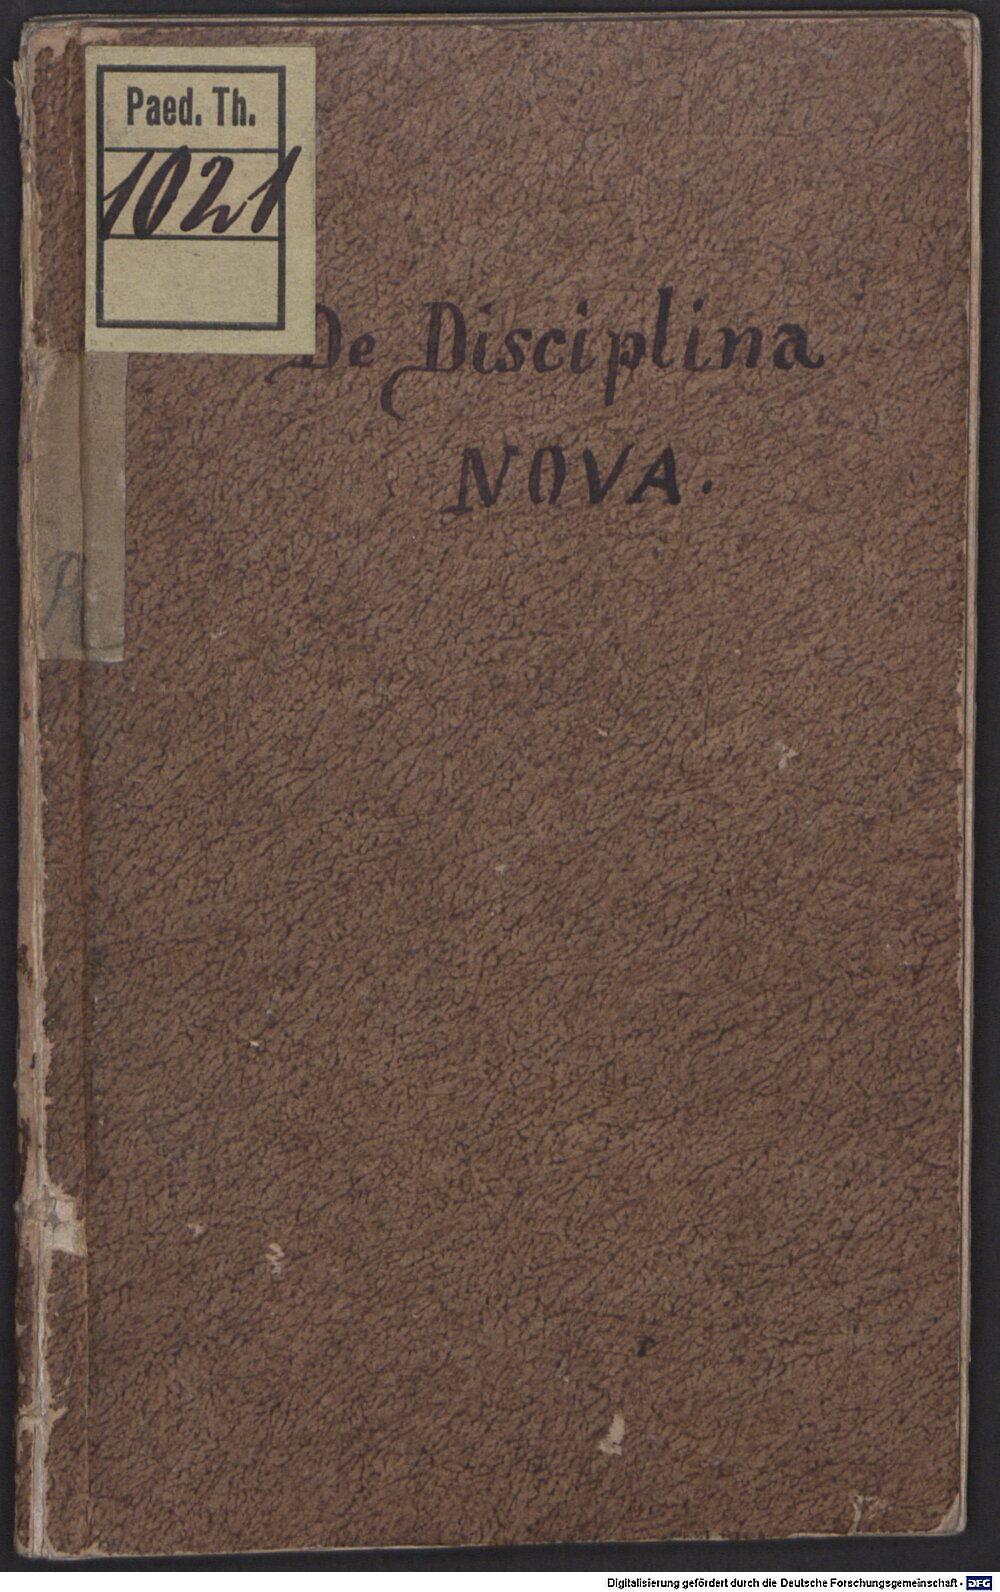 Paed. Th.
1021
De Disciplina
NOVA.
Digitalisierung gefördert durch die Deutsche Forschungsgemeinschaft - DFG